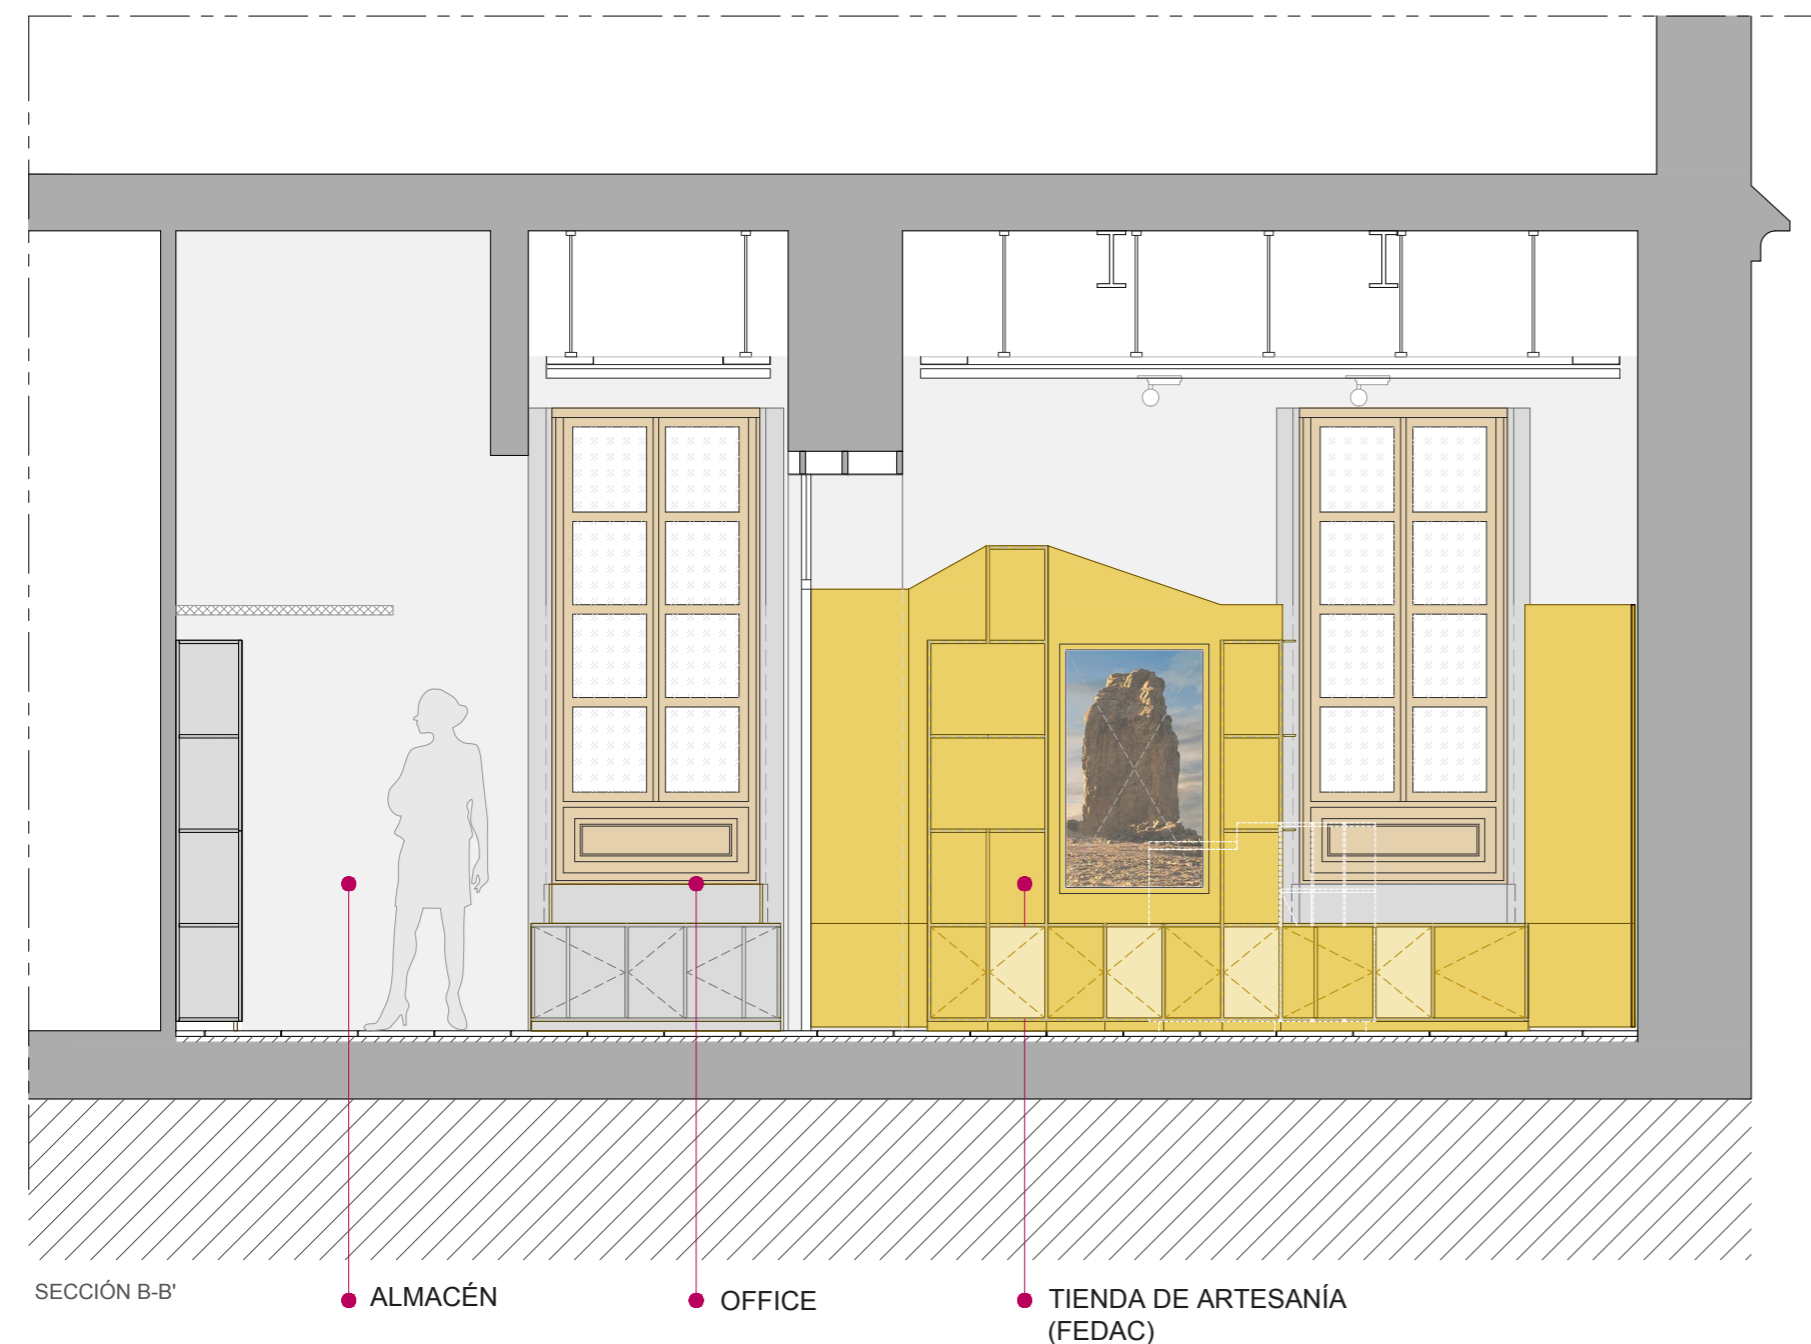 SECCIÓN B-B'
ALMACÉN
OFFICE
TIENDA DE ARTESANÍA
(FEDAC)